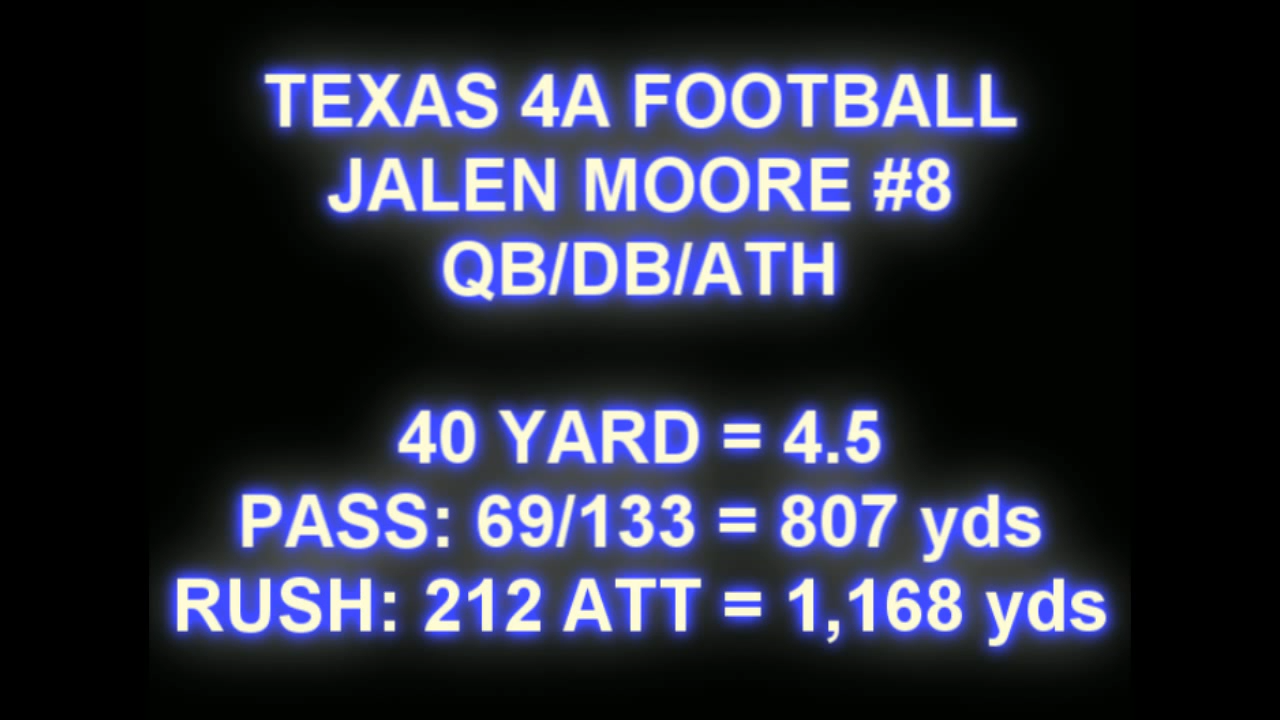 TEXAS 4A FOOTBALL
JALEN MOORE #8
QB/DB/ATH
40 YARD = 4.5
PASS: 69/133 = 807 yds
RUSH: 212 ATT = 1,168 yds